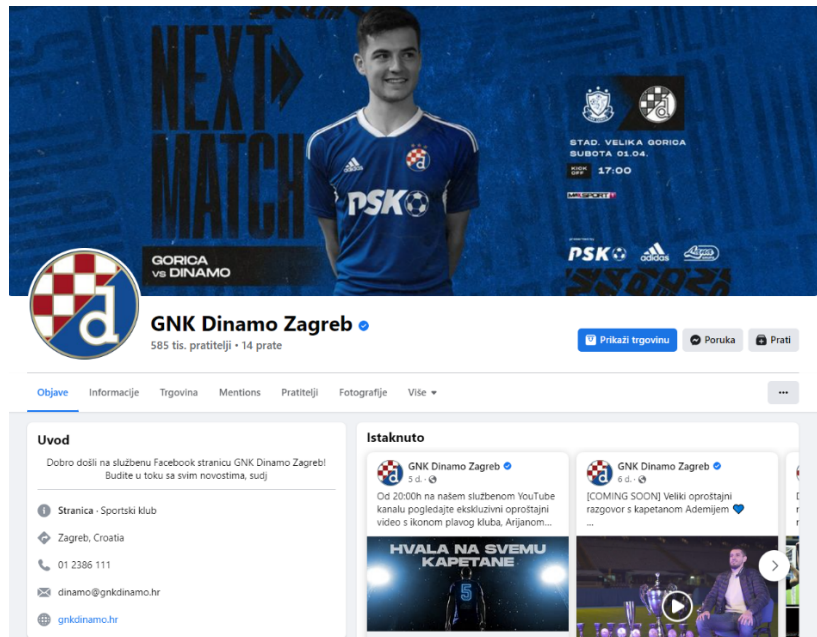 NEXT
MATCH
GORICA
VS DINAMO
adidas
d
PSK
STAD. VELIKA GORICA
SUBOTA 01.04.
KICK OFF 17:00
MAXSPORT
PSK adidas
d
GNK Dinamo Zagreb
585 tis. pratitelji • 14 prate
Prikaži trgovinu Poruka Prati
Objave Informacije Trgovina Mentions Pratitelji Fotografije Više
...
Uvod
Dobro došli na službenu Facebook stranicu GNK Dinamo Zagreb!
Budite u toku sa svim novostima, sudj
Stranica · Sportski klub
Zagreb, Croatia
01 2386 111
dinamo@gnkdinamo.hr
gnkdinamo.hr
Istaknuto
GNK Dinamo Zagreb
5 d. ·
Od 20:00h na našem službenom YouTube
kanalu pogledajte ekskluzivni oproštajni
video s ikonom plavog kluba, Arijanom...
HVALA NA SVEMU
KAPETANE
5
GNK Dinamo Zagreb
6 d. ·
[COMING SOON] Veliki oproštajni
razgovor s kapetanom Ademijem 💙
...